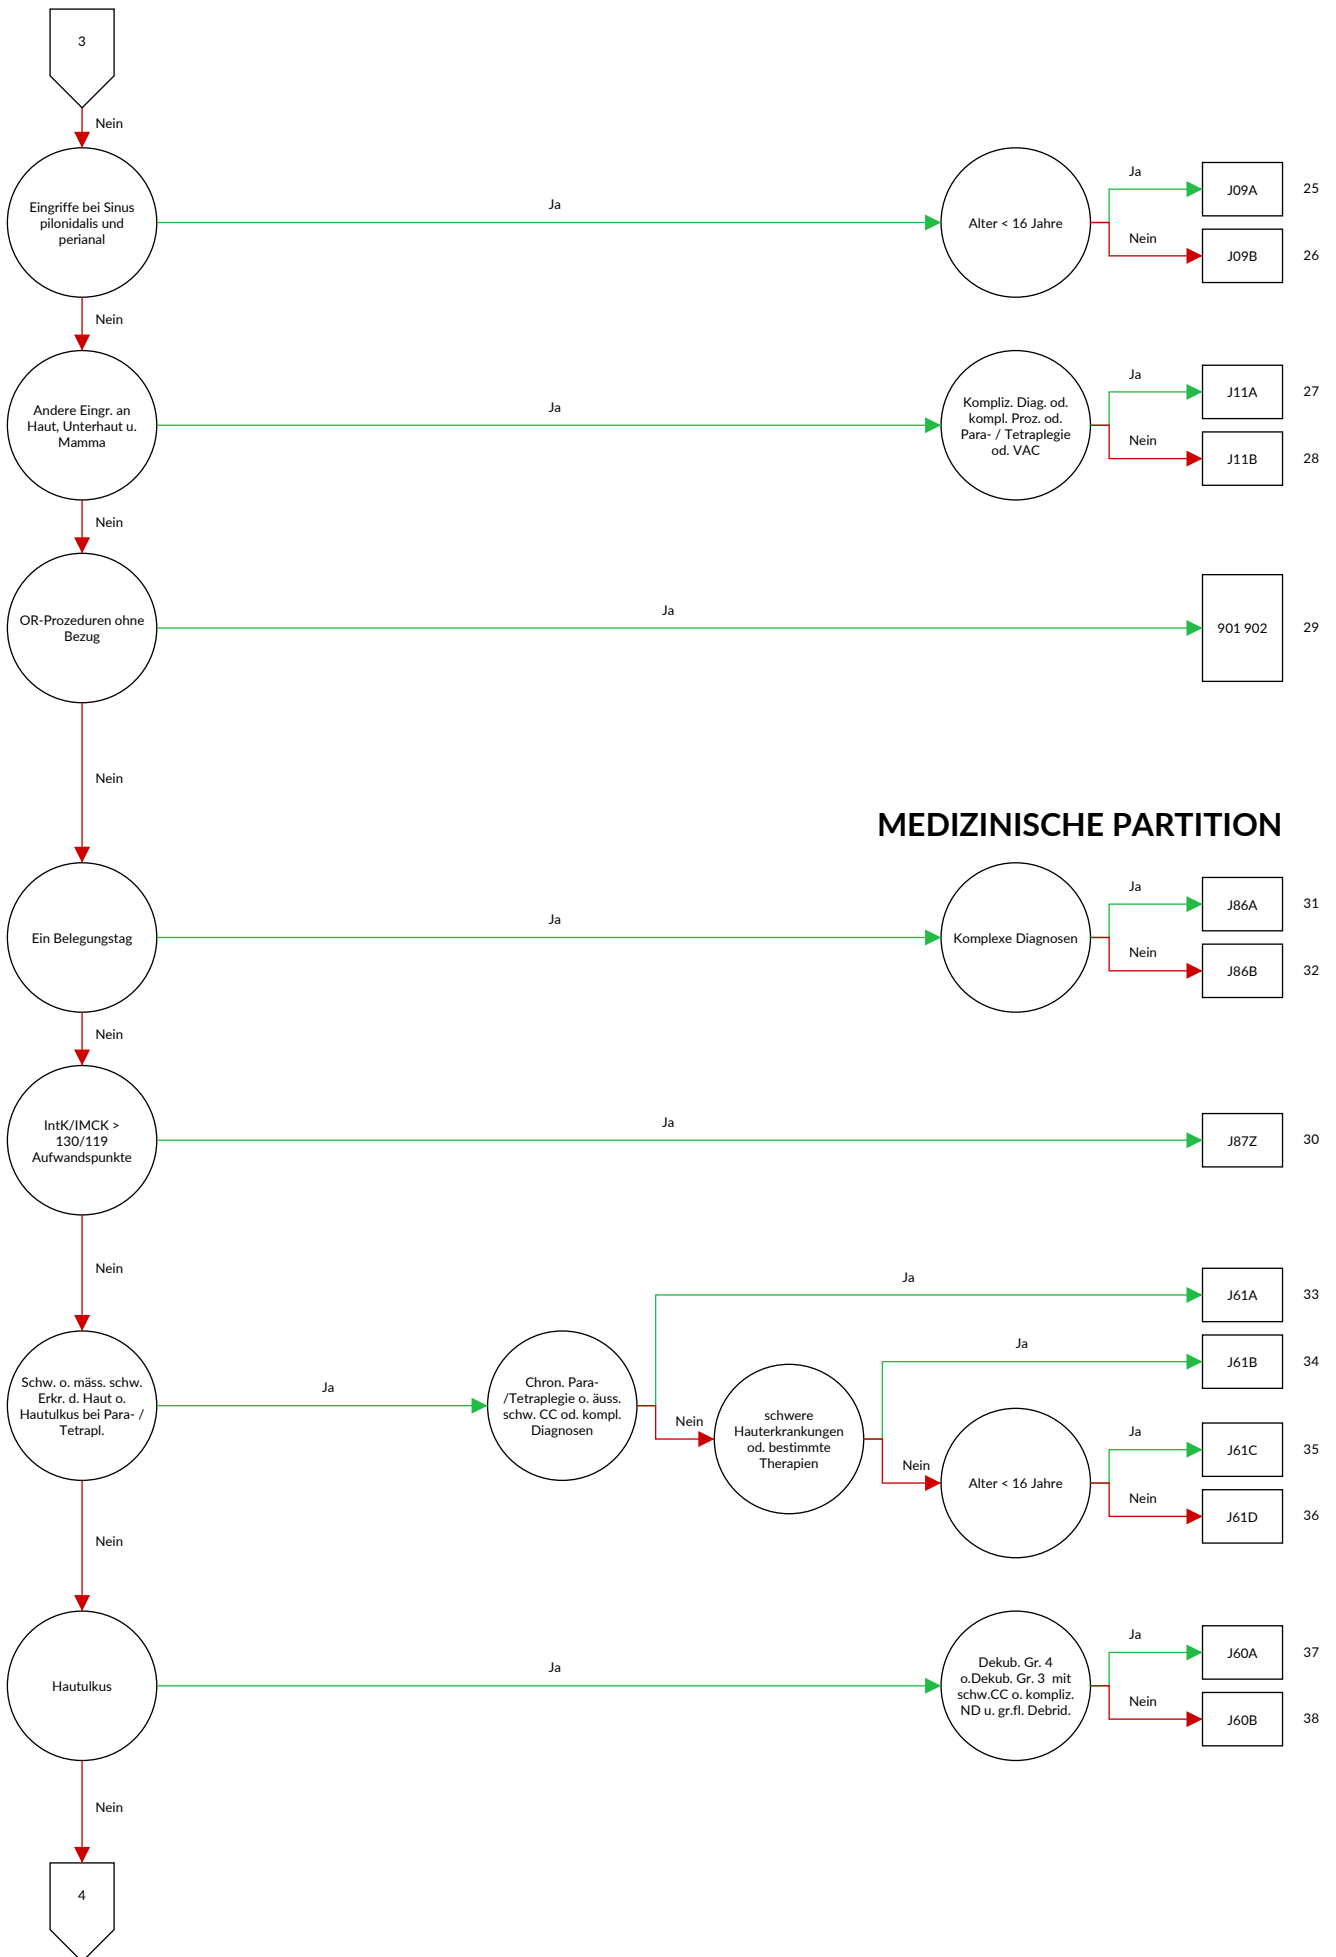 3
Nein
Eingriffe bei Sinus
pilonidalis und
perianal
Ja
Alter < 16 Jahre
Ja
J09A
25
Nein
J09B
26
Nein
Andere Eingr. an
Haut, Unterhaut u.
Mamma
Ja
Kompliz. Diag. od.
kompl. Proz. od.
Para- / Tetraplegie
od. VAC
Ja
J11A
27
Nein
J11B
28
Nein
OR-Prozeduren ohne
Bezug
Ja
901 902
29
Nein
MEDIZINISCHE PARTITION
Ein Belegungstag
Ja
Komplexe Diagnosen
Ja
J86A
31
Nein
J86B
32
Nein
IntK/IMCK >
130/119
Aufwandspunkte
Ja
J87Z
30
Nein
Schw. o. mäss. schw.
Erkr. d. Haut o.
Hautulkus bei Para- /
Tetrapl.
Ja
Chron. Para-
/Tetraplegie o. äuss.
schw. CC od. kompl.
Diagnosen
Ja
J61A
33
Nein
schwere
Hauterkrankungen
od. bestimmte
Therapien
Ja
J61B
34
Nein
Alter < 16 Jahre
Ja
J61C
35
Nein
J61D
36
Nein
Hautulkus
Ja
Dekub. Gr. 4
o.Dekub. Gr. 3 mit
schw.CC o. kompliz.
ND u. gr.fl. Debrid.
Ja
J60A
37
Nein
J60B
38
Nein
4